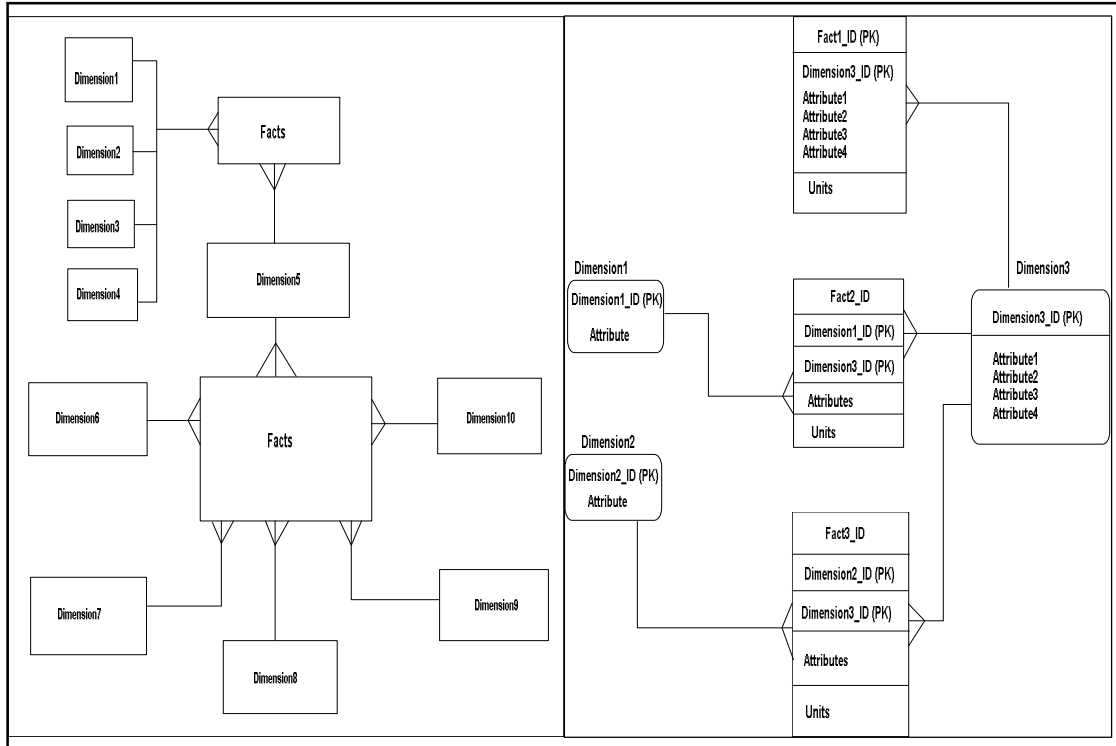 Dimension1
Dimension2
Dimension3
Dimension4
Facts
Dimension5
Dimension6
Facts
Dimension10
Dimension7
Dimension8
Dimension9
Fact1_ID (PK)
Dimension3_ID (PK)
Attribute1
Attribute2
Attribute3
Attribute4
Units
Dimension1
Dimension1_ID (PK)
Attribute
Fact2_ID
Dimension1_ID (PK)
Dimension3_ID (PK)
Attributes
Units
Dimension3
Dimension3_ID (PK)
Attribute1
Attribute2
Attribute3
Attribute4
Dimension2
Dimension2_ID (PK)
Attribute
Fact3_ID
Dimension2_ID (PK)
Dimension3_ID (PK)
Attributes
Units